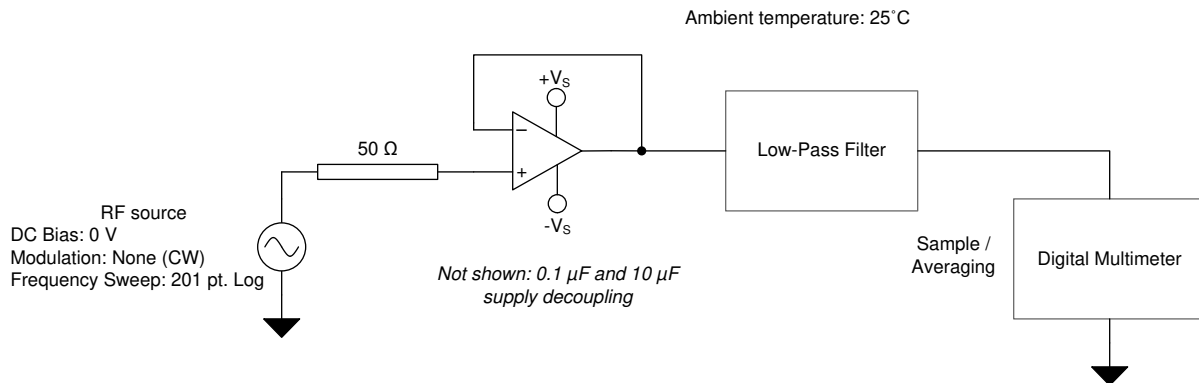 Ambient temperature: 25˚C
+VS
50 Ω
−
+
-VS
Low-Pass Filter
RF source
DC Bias: 0 V
Modulation: None (CW)
Frequency Sweep: 201 pt. Log
Not shown: 0.1 µF and 10 µF
supply decoupling
Sample /
Averaging
Digital Multimeter